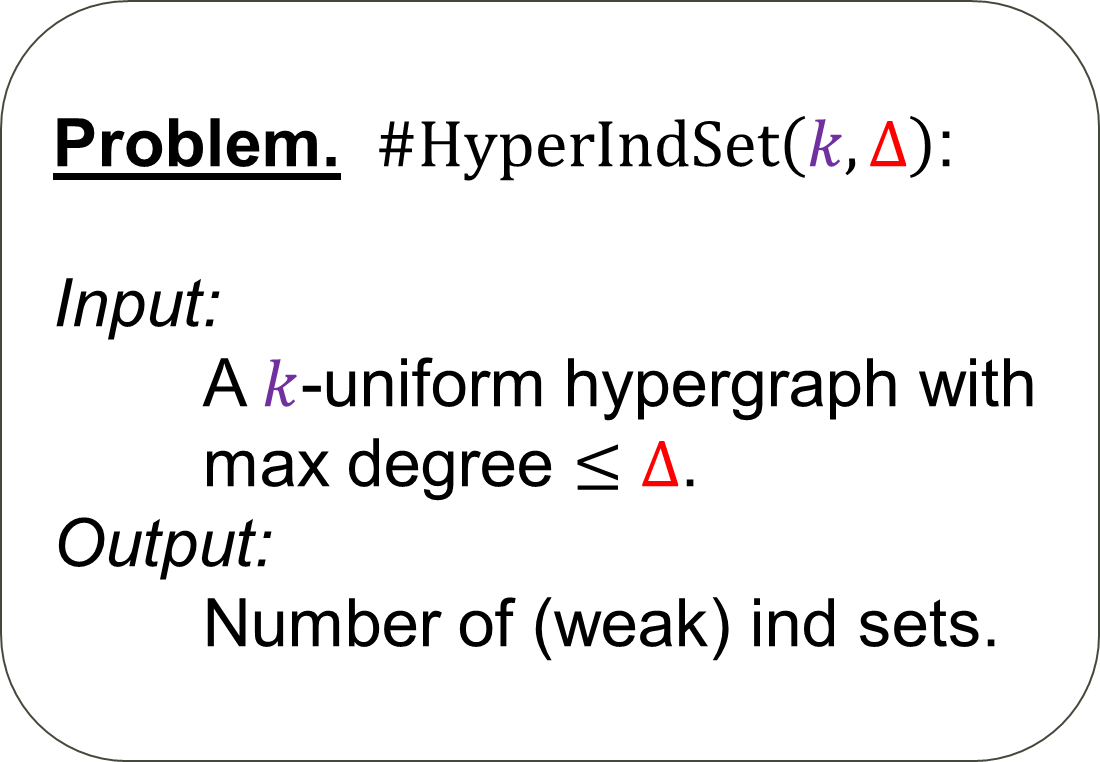 Problem. #HyperIndSet(k, Δ):
Input:
A k-uniform hypergraph with
max degree ≤ Δ.
Output:
Number of (weak) ind sets.